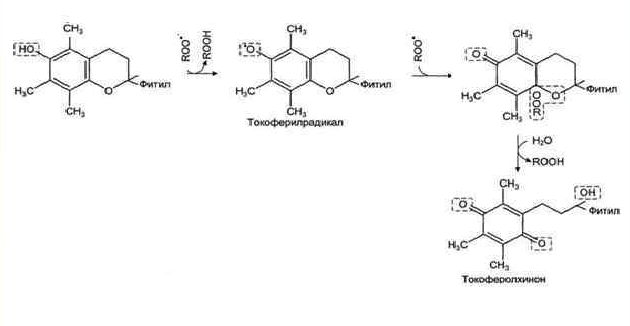 CH₃
HO
H₃C
CH₃
O
Фитил
ROO•
ROOH
CH₃
•O
H₃C
CH₃
O
Фитил
Токоферилрадикал
ROO•
CH₃
O
H₃C
CH₃
O
O
R
O
Фитил
H₂O
ROOH
CH₃
O
H₃C
CH₃
O
OH
Фитил
Токоферолхинон